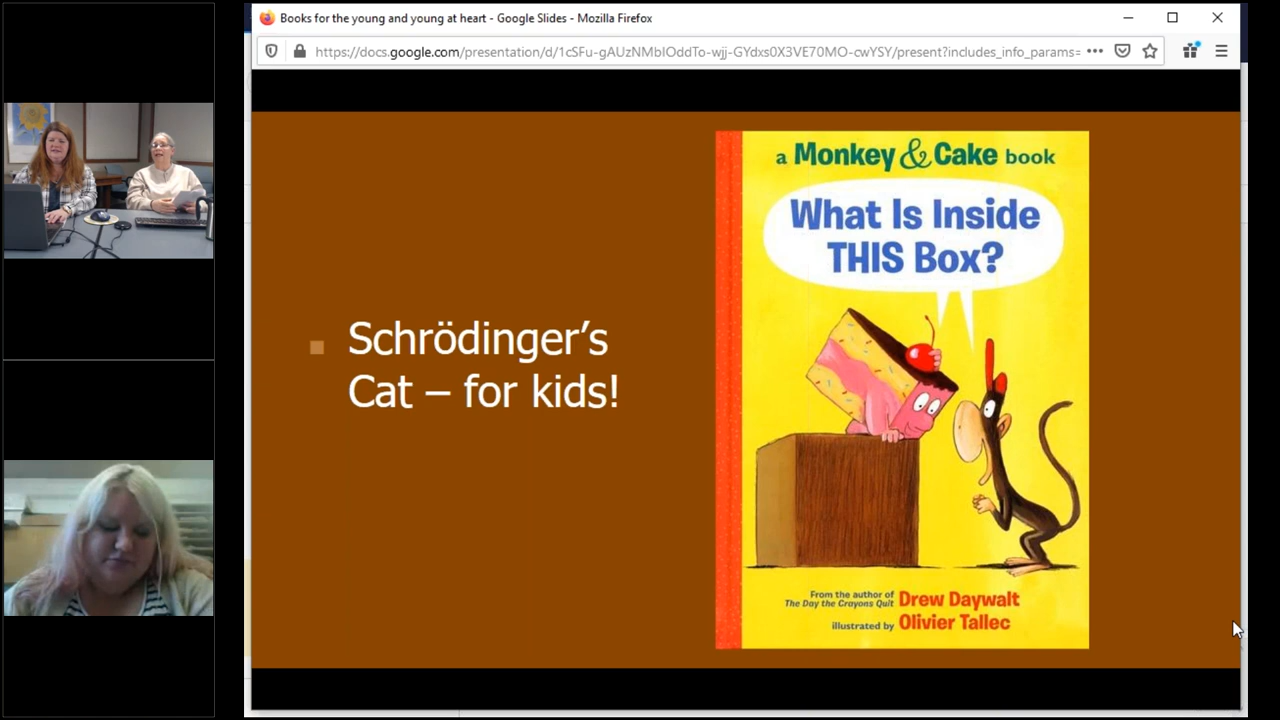 Books for the young and young at heart - Google Slides - Mozilla Firefox
https://docs.google.com/presentation/d/1cSFu-gAUzNMbIOddTo-wjj-GYdxs0X3VE70MO-cwYSY/present?includes_info_params=
Schrödinger's
Cat – for kids!
a Monkey & Cake book
What Is Inside
THIS Box?
From the author of
The Day the Crayons Quit
Drew Daywalt
illustrated by Olivier Tallec